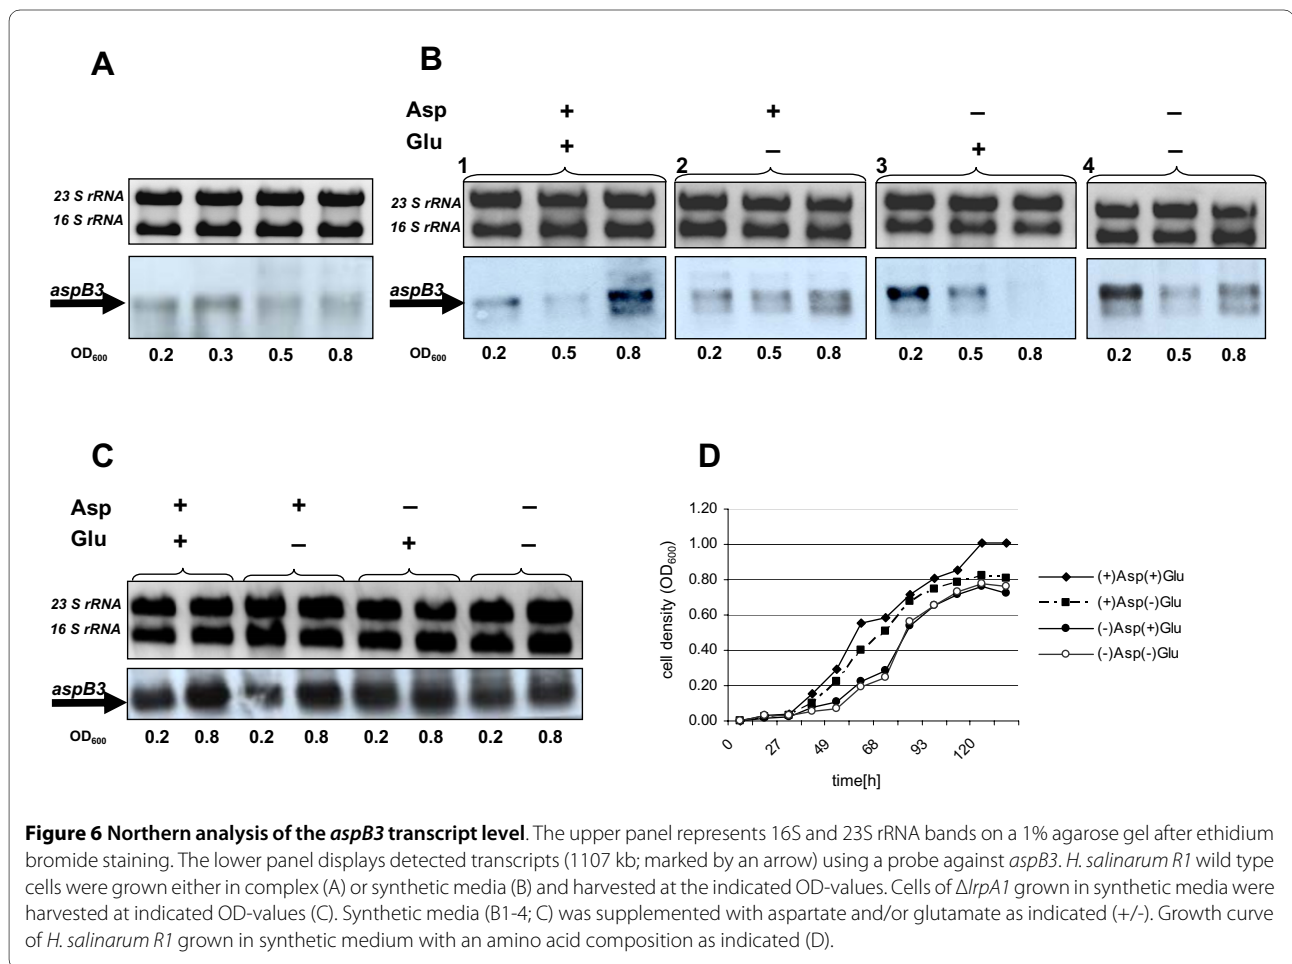 A
B
Asp + + – –
Glu + – + –
1 2 3 4
23 S rRNA
16 S rRNA
23 S rRNA
16 S rRNA
aspB3
aspB3
OD600 0.2 0.3 0.5 0.8
OD600 0.2 0.5 0.8 0.2 0.5 0.8 0.2 0.5 0.8 0.2 0.5 0.8
C
Asp + + – –
Glu + – + –
23 S rRNA
16 S rRNA
aspB3
OD600 0.2 0.8 0.2 0.8 0.2 0.8 0.2 0.8
D
cell density (OD600)
1.20
1.00
0.80
0.60
0.40
0.20
0.00
0 27 49 68 93 120
time[h]
(+)Asp(+)Glu
(+)Asp(-)Glu
(-)Asp(+)Glu
(-)Asp(-)Glu
Figure 6 Northern analysis of the aspB3 transcript level. The upper panel represents 16S and 23S rRNA bands on a 1% agarose gel after ethidium
bromide staining. The lower panel displays detected transcripts (1107 kb; marked by an arrow) using a probe against aspB3. H. salinarum R1 wild type
cells were grown either in complex (A) or synthetic media (B) and harvested at the indicated OD-values. Cells of ΔlrpA1 grown in synthetic media were
harvested at indicated OD-values (C). Synthetic media (B1-4; C) was supplemented with aspartate and/or glutamate as indicated (+/-). Growth curve
of H. salinarum R1 grown in synthetic medium with an amino acid composition as indicated (D).